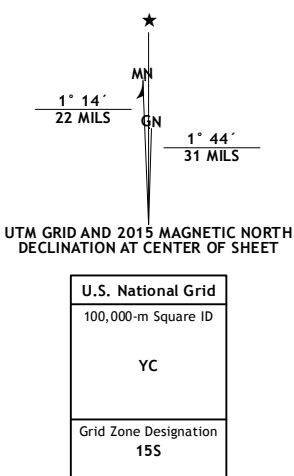 ★
MN
1° 14´
22 MILS
GN
1° 44´
31 MILS
UTM GRID AND 2015 MAGNETIC NORTH
DECLINATION AT CENTER OF SHEET
U.S. National Grid
100,000-m Square ID
YC
Grid Zone Designation
15S